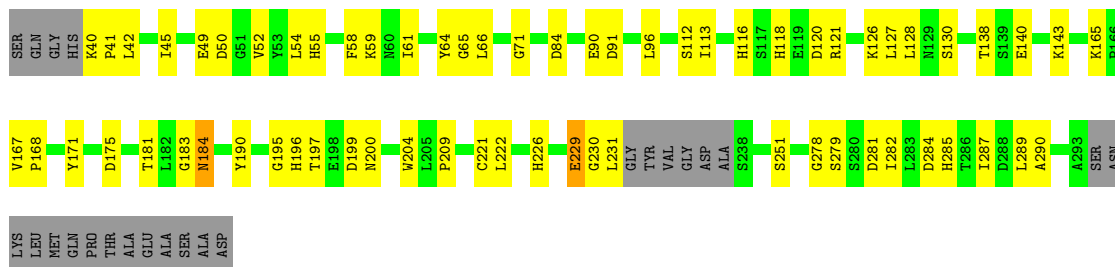 SER GLN GLY HIS K40 P41 L42 I45 E49 D50 G51 V52 Y53 L54 H55 F58 K59 N60 I61 Y64 G65 L66 G71 D84 E90 D91 L96 S112 I113 H116 S117 H118 E119 D120 R121 K126 L127 L128 N129 S130 T138 S139 E140 K143 K165 P166
V167 P168 Y171 D175 T181 L182 G183 N184 Y190 G195 H196 T197 E198 D199 N200 W204 L205 P209 C221 L222 H226 E229 G230 L231 GLY TYR VAL GLY ASP ALA S238 S251 G278 S279 S280 D281 I282 L283 D284 H285 T286 I287 D288 L289 A290 A293 SER ASN
LYS LEU MET GLN PRO THR ALA GLU ALA SER ALA ASP